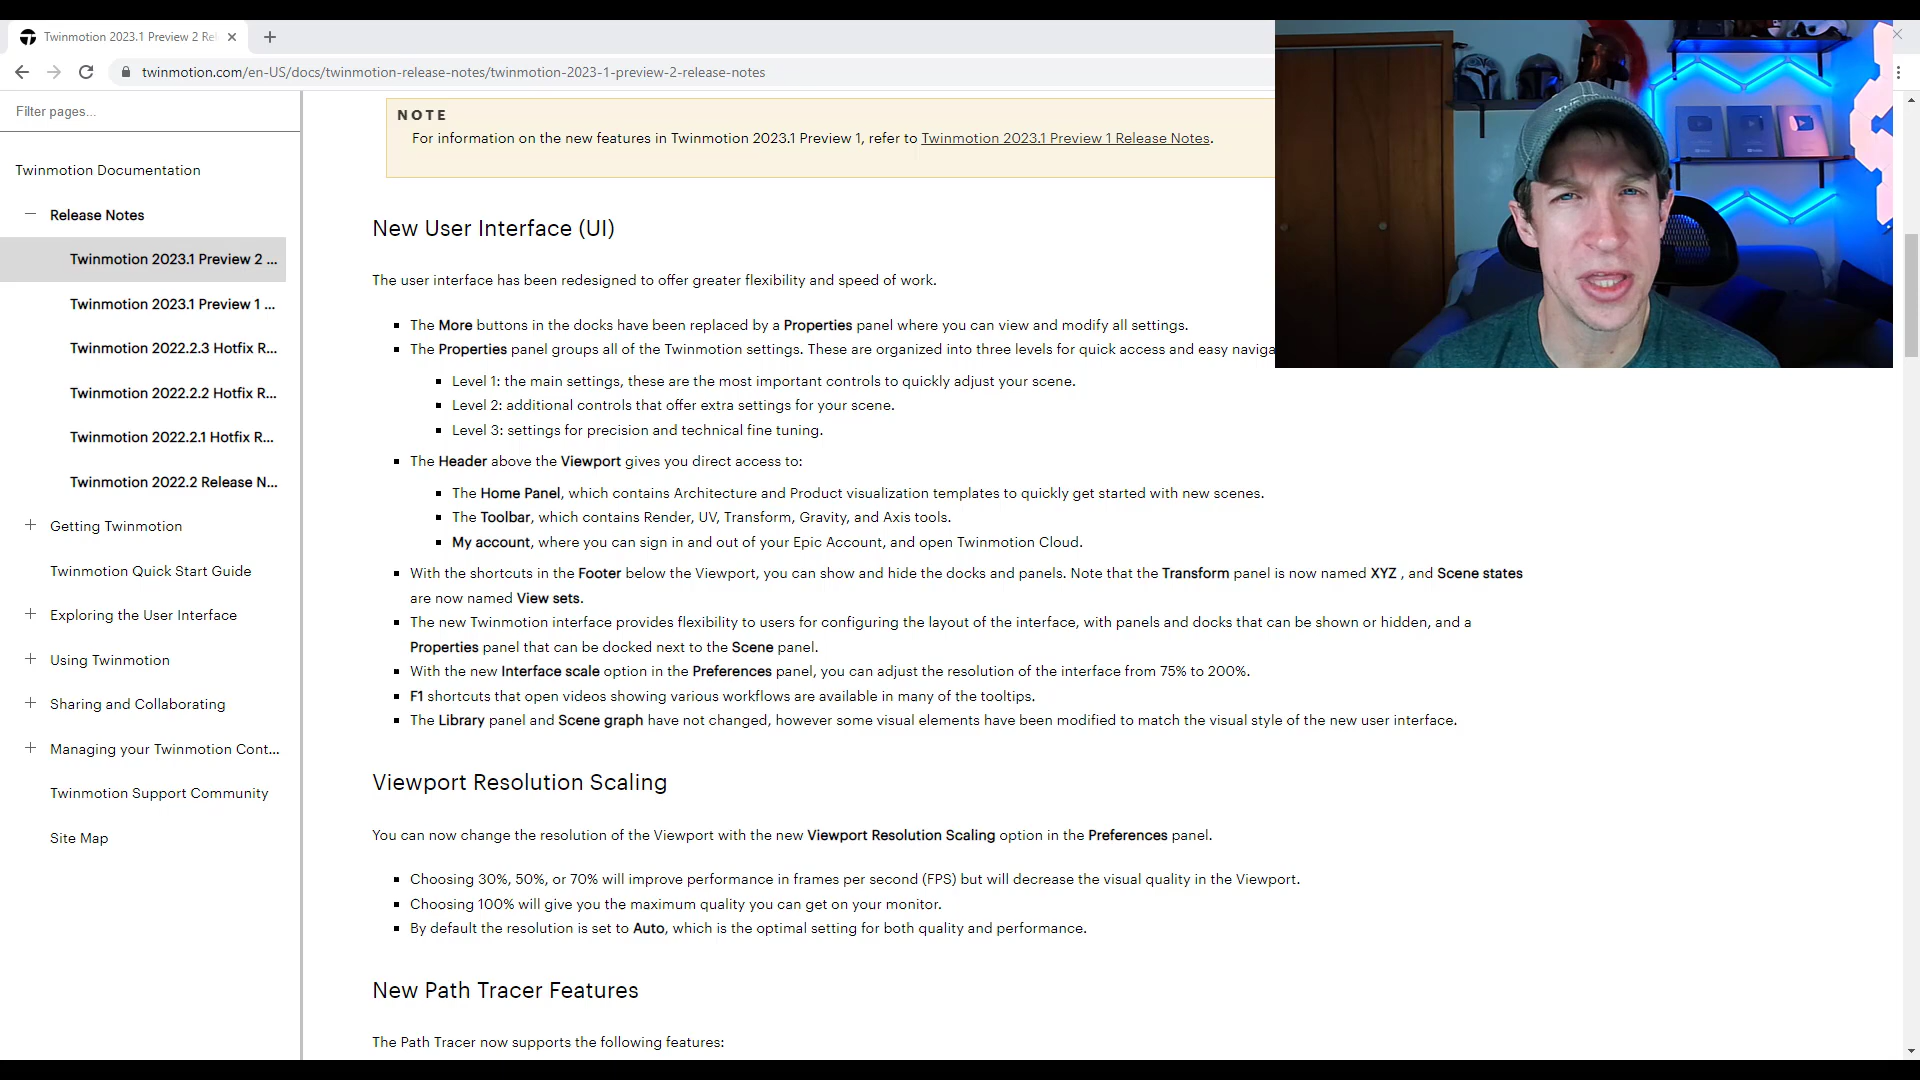 Twinmotion 2023.1 Preview 2 Re
twinmotion.com/en-US/docs/twinmotion-release-notes/twinmotion-2023-1-preview-2-release-notes
Filter pages...
Twinmotion Documentation
Release Notes
Twinmotion 2023.1 Preview 2 ...
Twinmotion 2023.1 Preview 1 ...
Twinmotion 2022.2.3 Hotfix R...
Twinmotion 2022.2.2 Hotfix R...
Twinmotion 2022.2.1 Hotfix R...
Twinmotion 2022.2 Release N...
Getting Twinmotion
Twinmotion Quick Start Guide
Exploring the User Interface
Using Twinmotion
Sharing and Collaborating
Managing your Twinmotion Cont...
Twinmotion Support Community
Site Map
NOTE
For information on the new features in Twinmotion 2023.1 Preview 1, refer to Twinmotion 2023.1 Preview 1 Release Notes.
New User Interface (UI)
The user interface has been redesigned to offer greater flexibility and speed of work.
The More buttons in the docks have been replaced by a Properties panel where you can view and modify all settings.
The Properties panel groups all of the Twinmotion settings. These are organized into three levels for quick access and easy naviga
Level 1: the main settings, these are the most important controls to quickly adjust your scene.
Level 2: additional controls that offer extra settings for your scene.
Level 3: settings for precision and technical fine tuning.
The Header above the Viewport gives you direct access to:
The Home Panel, which contains Architecture and Product visualization templates to quickly get started with new scenes.
The Toolbar, which contains Render, UV, Transform, Gravity, and Axis tools.
My account, where you can sign in and out of your Epic Account, and open Twinmotion Cloud.
With the shortcuts in the Footer below the Viewport, you can show and hide the docks and panels. Note that the Transform panel is now named XYZ , and Scene states
are now named View sets.
The new Twinmotion interface provides flexibility to users for configuring the layout of the interface, with panels and docks that can be shown or hidden, and a
Properties panel that can be docked next to the Scene panel.
With the new Interface scale option in the Preferences panel, you can adjust the resolution of the interface from 75% to 200%.
F1 shortcuts that open videos showing various workflows are available in many of the tooltips.
The Library panel and Scene graph have not changed, however some visual elements have been modified to match the visual style of the new user interface.
Viewport Resolution Scaling
You can now change the resolution of the Viewport with the new Viewport Resolution Scaling option in the Preferences panel.
Choosing 30%, 50%, or 70% will improve performance in frames per second (FPS) but will decrease the visual quality in the Viewport.
Choosing 100% will give you the maximum quality you can get on your monitor.
By default the resolution is set to Auto, which is the optimal setting for both quality and performance.
New Path Tracer Features
The Path Tracer now supports the following features: